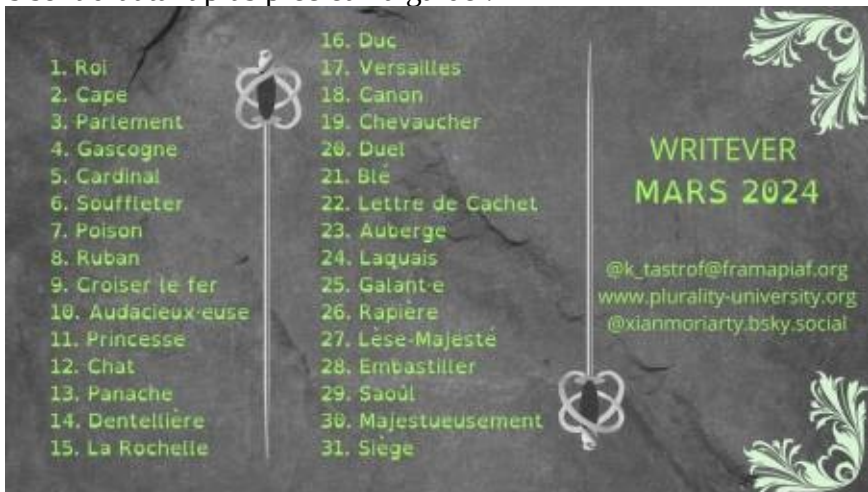 1. Roi
2. Cape
3. Parlement
4. Gascogne
5. Cardinal
6. Souffleter
7. Poison
8. Ruban
9. Croiser le fer
10. Audacieux·euse
11. Princesse
12. Chat
13. Panache
14. Dentellière
15. La Rochelle
16. Duc
17. Versailles
18. Canon
19. Chevaucher
20. Duel
21. Blé
22. Lettre de Cachet
23. Auberge
24. Laquais
25. Galant·e
26. Rapière
27. Lèse-Majesté
28. Embastiller
29. Saoûl
30. Majestueusement
31. Siège
WRITEVER
MARS 2024
@k_tastrof@framapiaf.org
www.plurality-university.org
@xianmoriarty.bsky.social